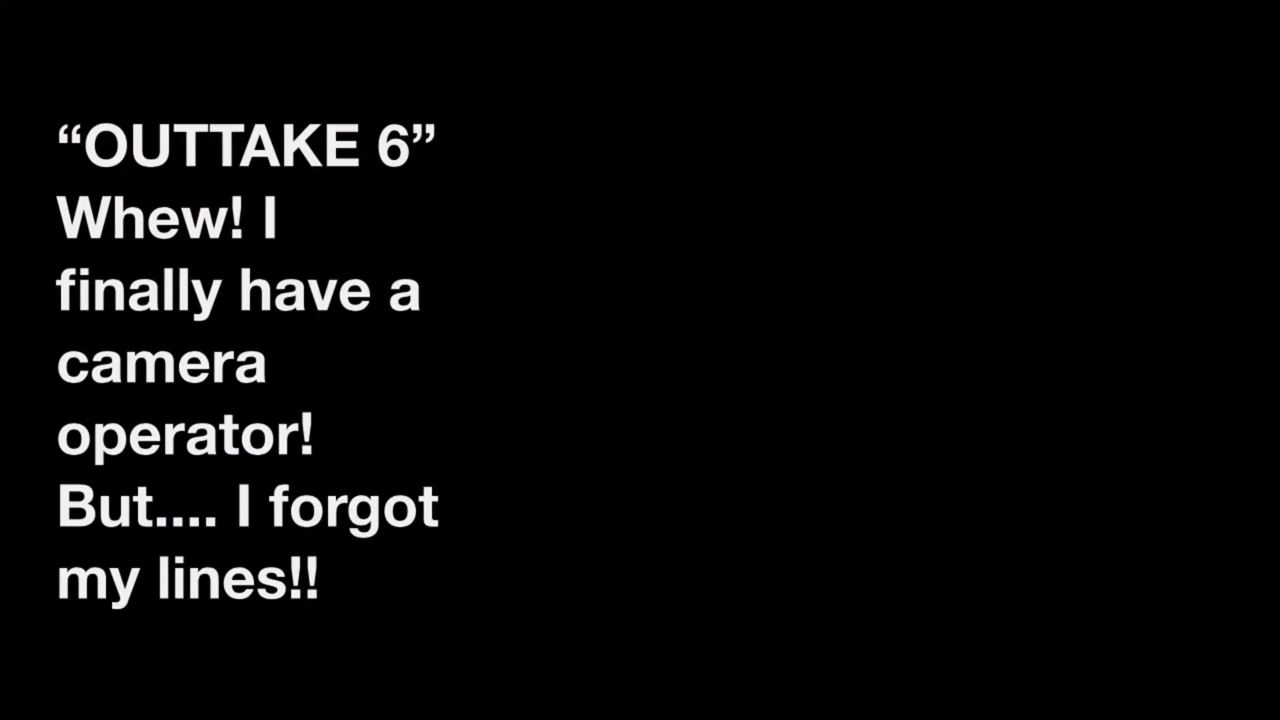 “OUTTAKE 6”
Whew! I
finally have a
camera
operator!
But.... I forgot
my lines!!